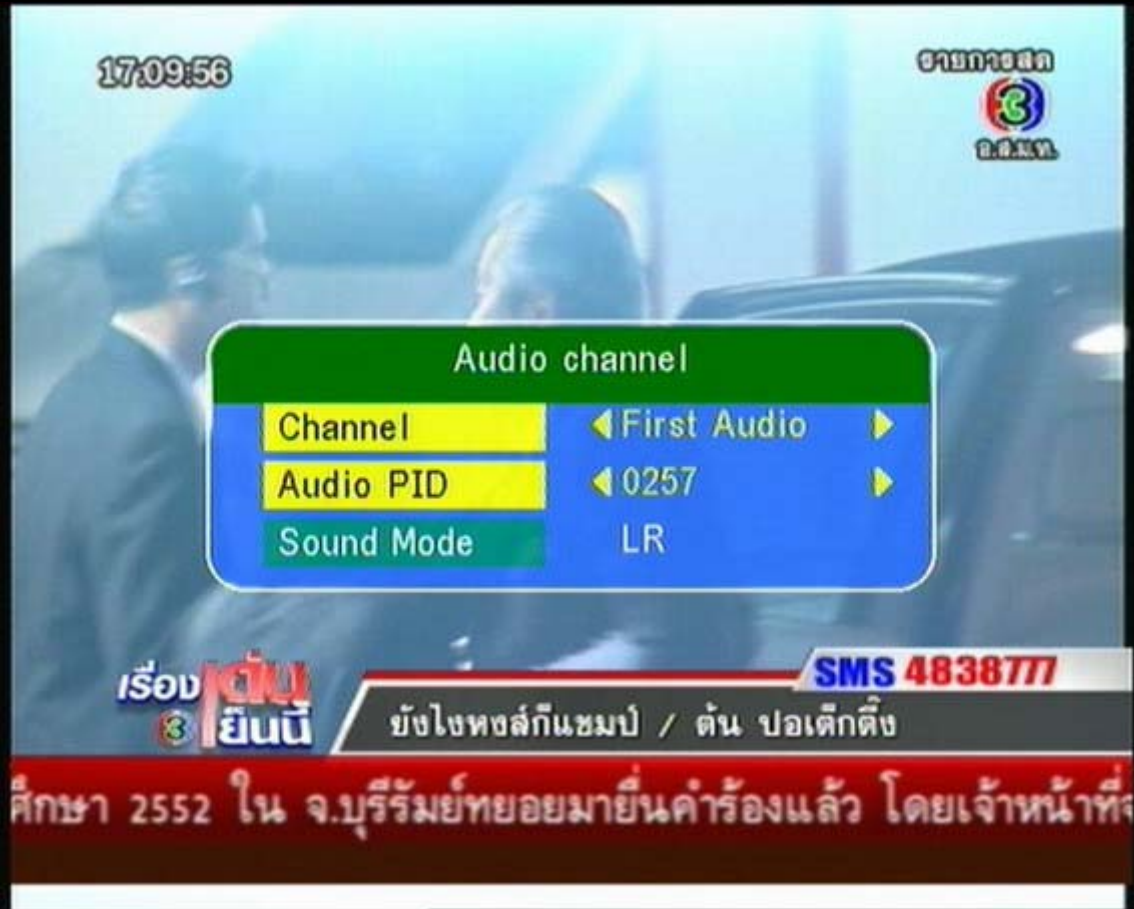 17:09:56
รายการสด
3
อ.ส.ม.ท.
Audio channel
Channel First Audio
Audio PID 0257
Sound Mode LR
SMS 4838777
เรื่องเด่น
3 เย็นนี้
ยังไงหงส์ก็แชมป์ / ต้น ปอเต็กตึ๊ง
ศึกษา 2552 ใน จ.บุรีรัมย์ทยอยมายื่นคำร้องแล้ว โดยเจ้าหน้าที่จ